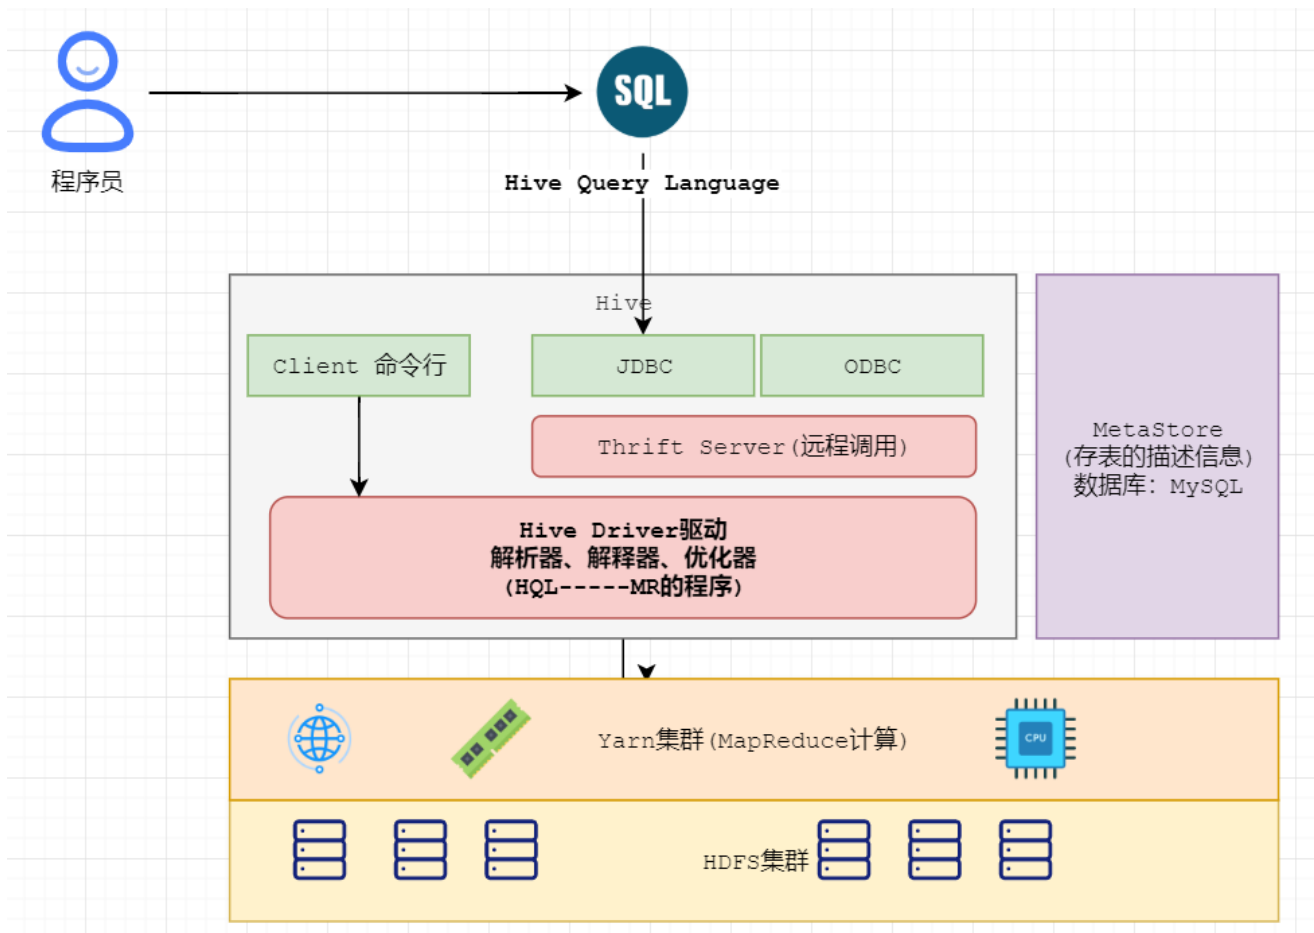 SQL
程序员
Hive Query Language
Hive
Client 命令行
JDBC
ODBC
Thrift Server(远程调用)
MetaStore
(存表的描述信息)
数据库: MySQL
Hive Driver驱动
解析器、解释器、优化器
(HQL-----MR的程序)
Yarn集群(MapReduce计算)
CPU
HDFS集群